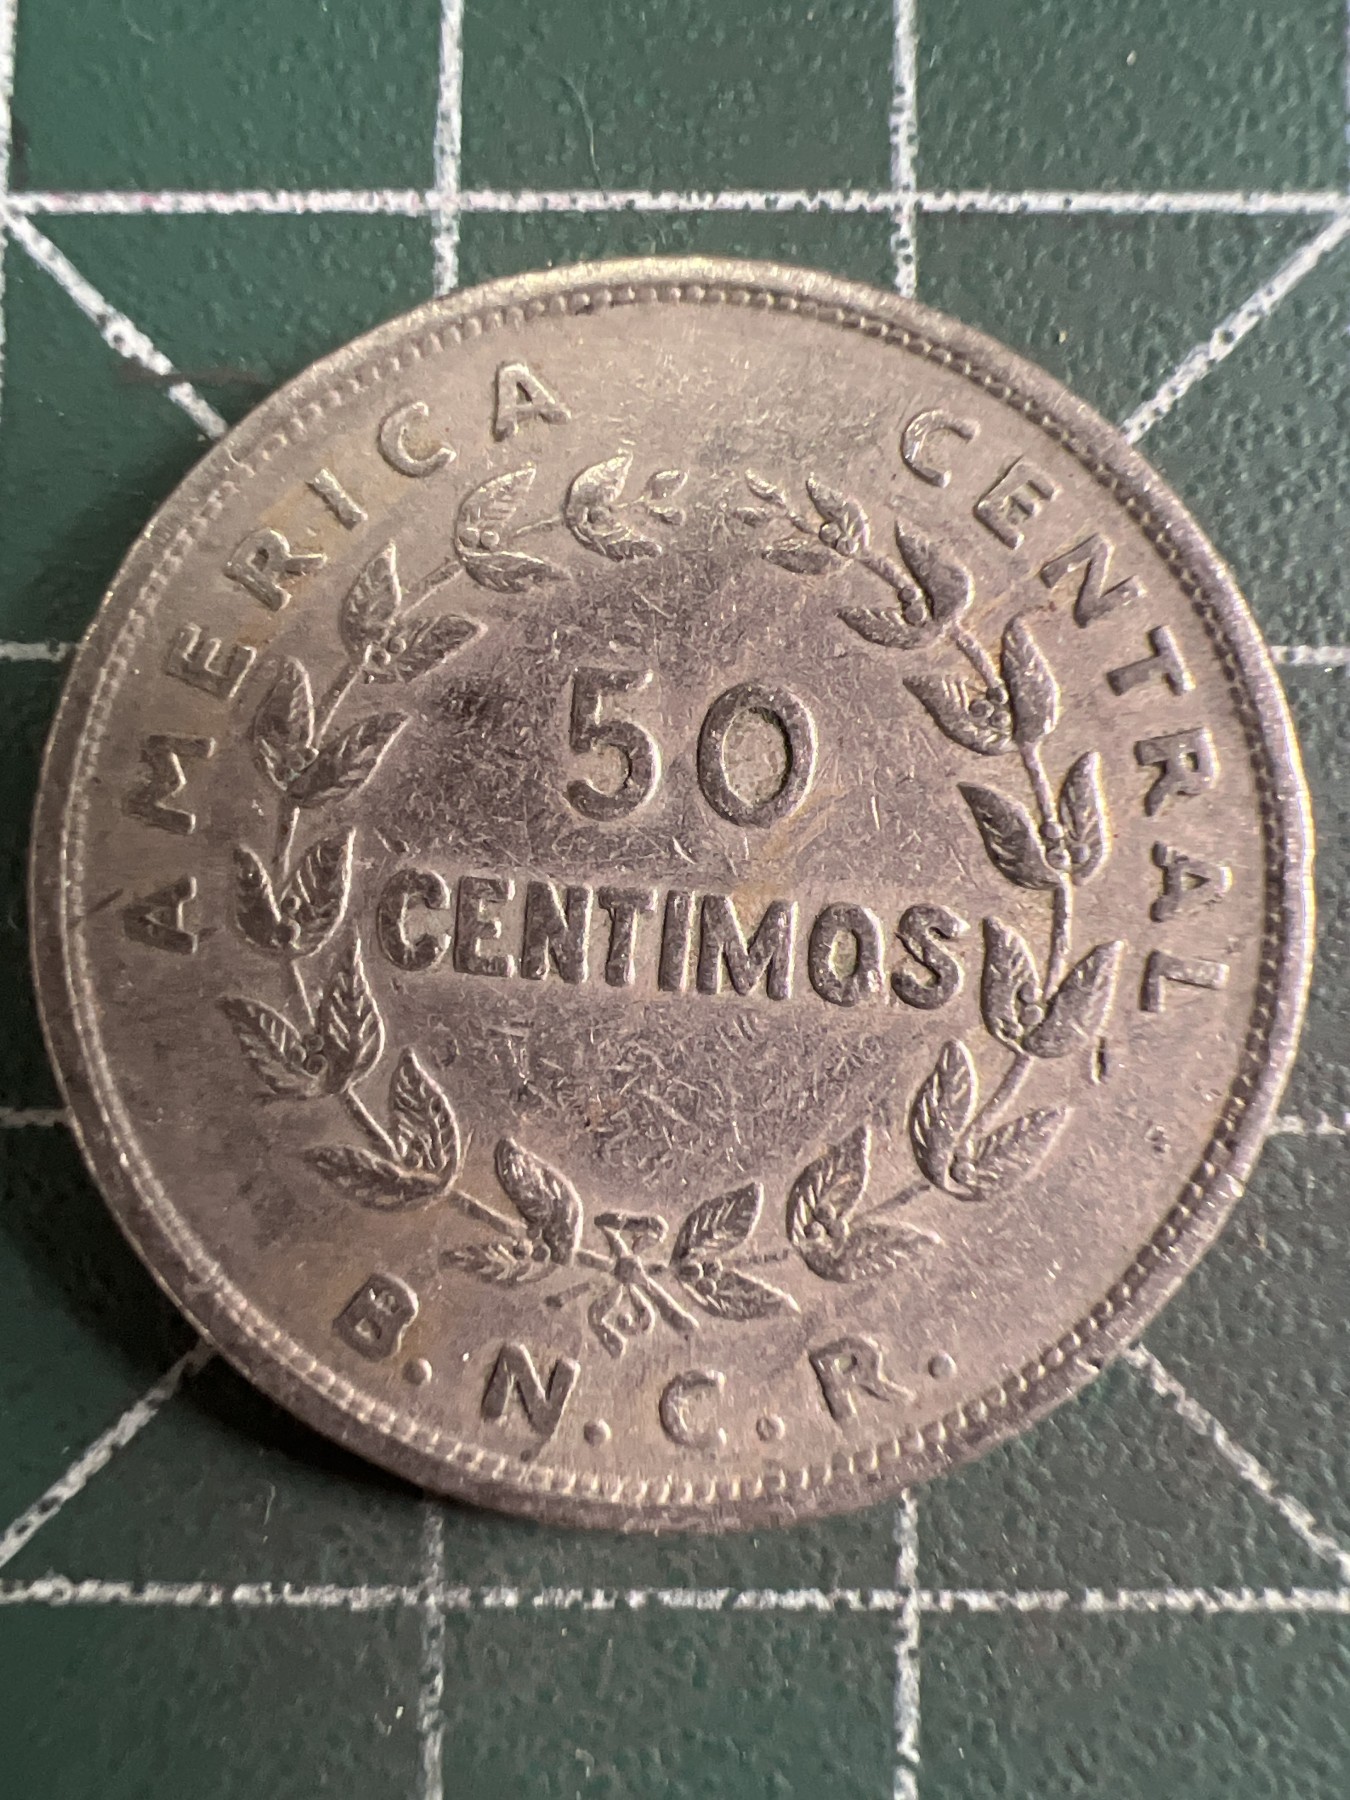 AMERICA CENTRAL
50
CENTIMOS
B.N.C.R.